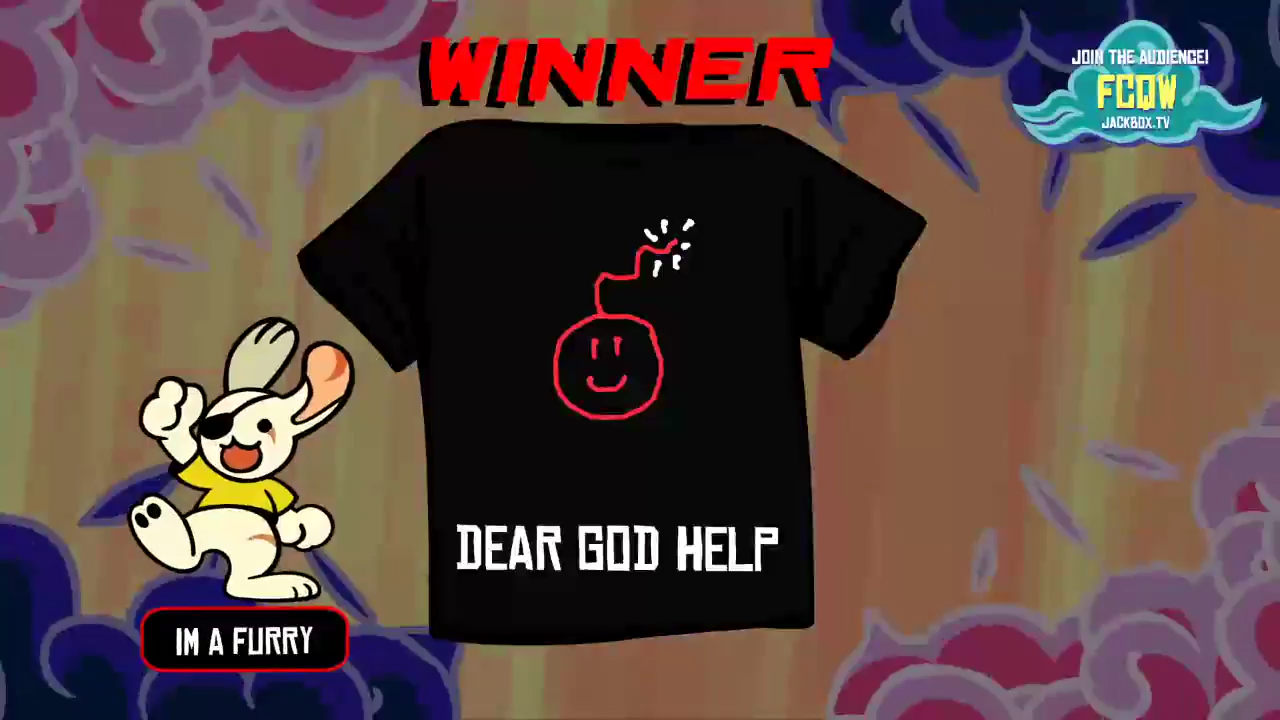 WINNER
JOIN THE AUDIENCE!
FCQW
JACKBOX.TV
DEAR GOD HELP
IM A FURRY